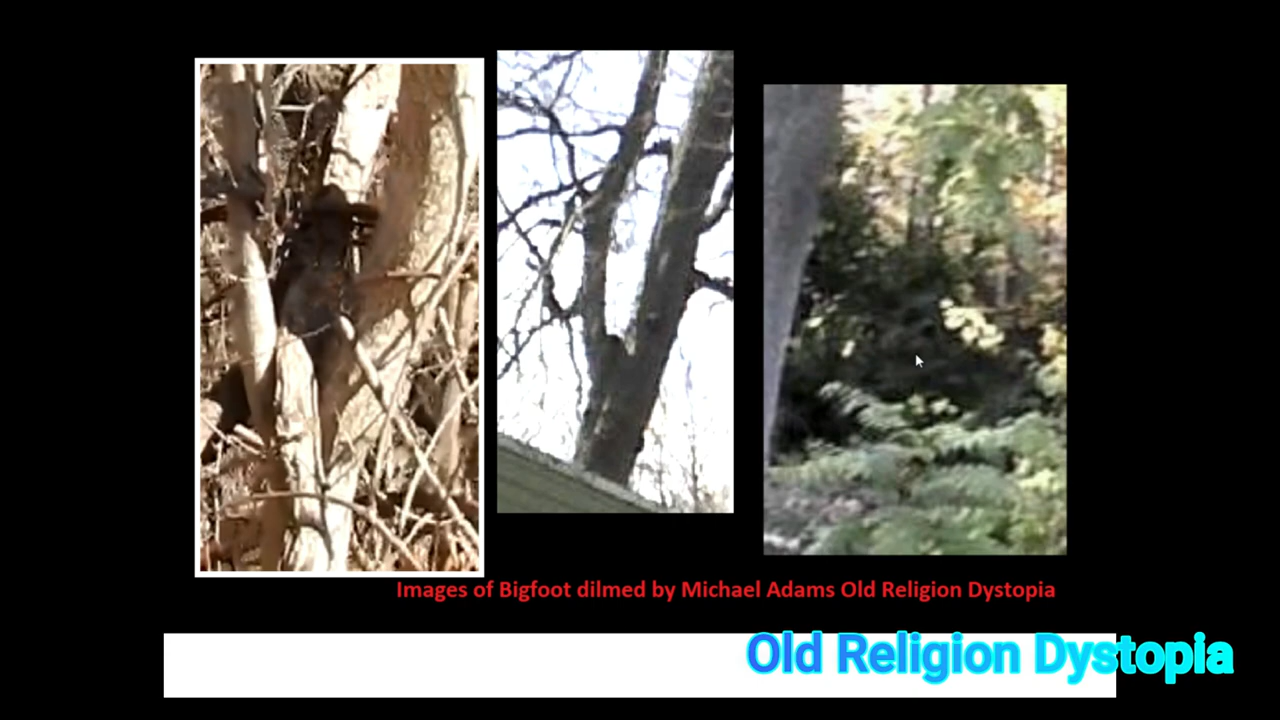 Images of Bigfoot dilmed by Michael Adams Old Religion Dystopia
Old Religion Dystopia